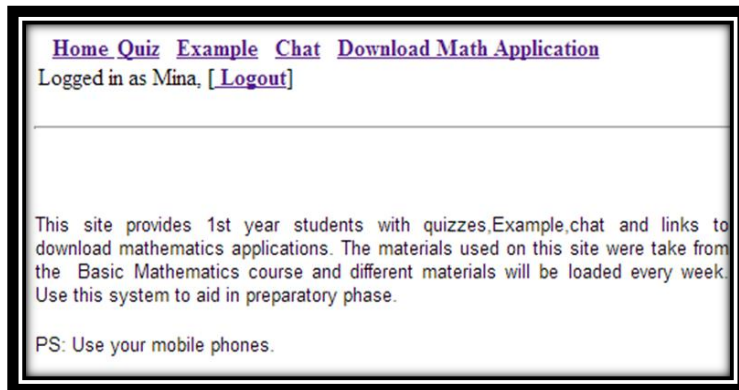 Home Quiz Example Chat Download Math Application
Logged in as Mina, [ Logout]
This site provides 1st year students with quizzes,Example,chat and links to
download mathematics applications. The materials used on this site were take from
the Basic Mathematics course and different materials will be loaded every week.
Use this system to aid in preparatory phase.
PS: Use your mobile phones.